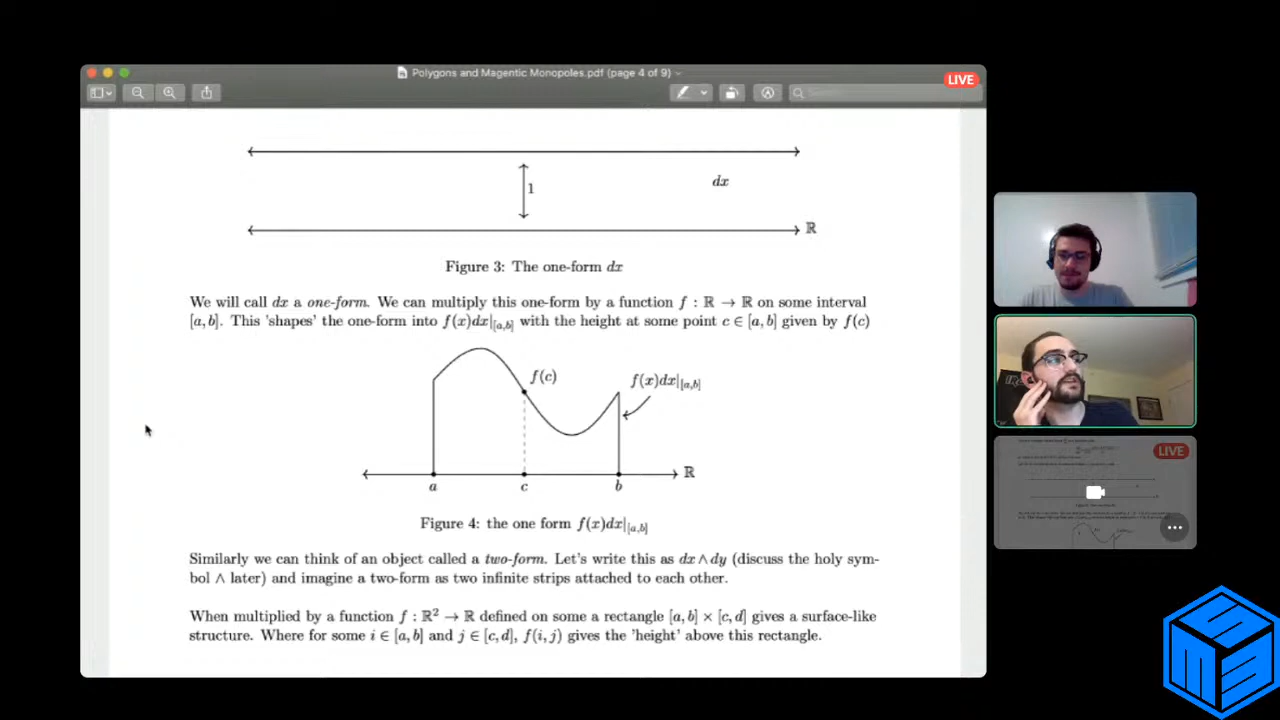 Polygons and Magentic Monopoles.pdf (page 4 of 9)
LIVE
1
dx
ℝ
Figure 3: The one-form dx
We will call dx a one-form. We can multiply this one-form by a function f : ℝ → ℝ on some interval
[a, b]. This 'shapes' the one-form into f(x)dx|[a,b] with the height at some point c ∈ [a, b] given by f(c)
f(c)
f(x)dx|[a,b]
ℝ
a c b
Figure 4: the one form f(x)dx|[a,b]
Similarly we can think of an object called a two-form. Let's write this as dx ∧ dy (discuss the holy sym-
bol ∧ later) and imagine a two-form as two infinite strips attached to each other.
When multiplied by a function f : ℝ² → ℝ defined on some a rectangle [a, b] × [c, d] gives a surface-like
structure. Where for some i ∈ [a, b] and j ∈ [c, d], f(i, j) gives the 'height' above this rectangle.
LIVE
SM3